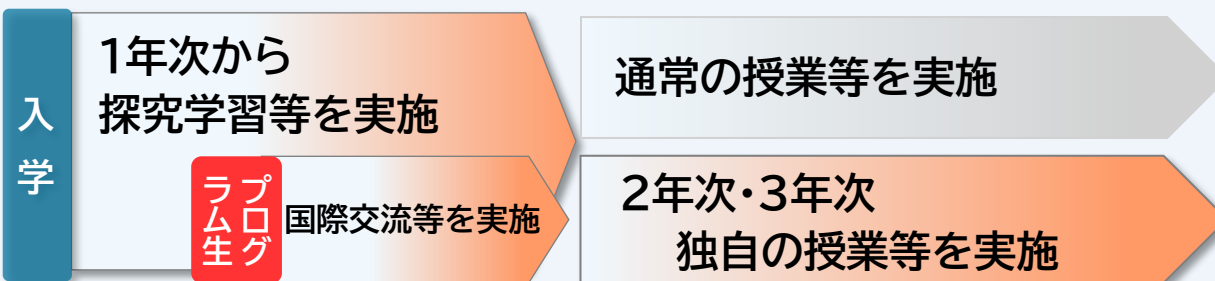 入学
1年次から
探究学習等を実施
プログ
ラム生
国際交流等を実施
通常の授業等を実施
2年次・3年次
独自の授業等を実施